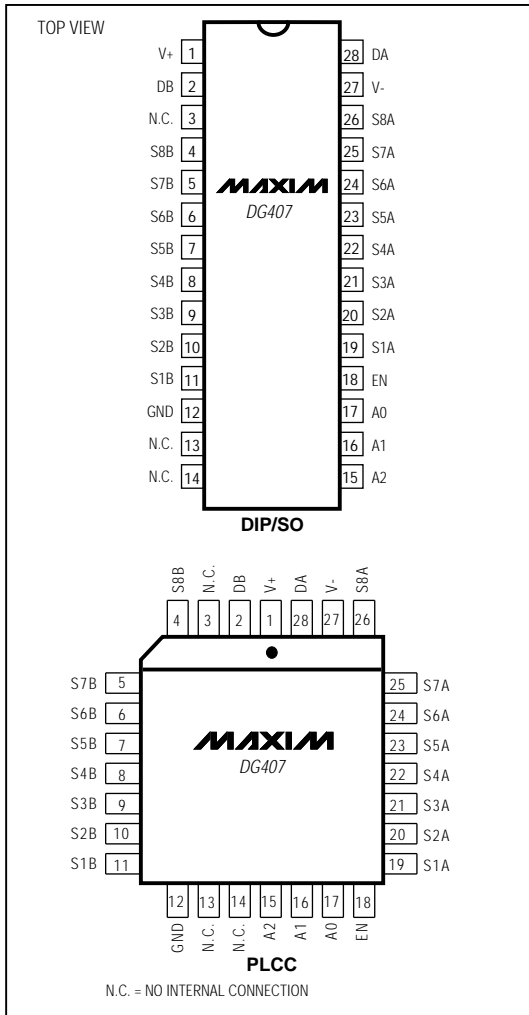 TOP VIEW
V+ 1 28 DA
DB 2 27 V-
N.C. 3 26 S8A
S8B 4 25 S7A
S7B 5 MAXIM 24 S6A
S6B 6 DG407 23 S5A
S5B 7 22 S4A
S4B 8 21 S3A
S3B 9 20 S2A
S2B 10 19 S1A
S1B 11 18 EN
GND 12 17 A0
N.C. 13 16 A1
N.C. 14 15 A2
DIP/SO
S8B N.C. DB V+ DA V- S8A
4 3 2 1 28 27 26
S7B 5 25 S7A
S6B 6 24 S6A
S5B 7 MAXIM 23 S5A
S4B 8 DG407 22 S4A
S3B 9 21 S3A
S2B 10 20 S2A
S1B 11 19 S1A
12 13 14 15 16 17 18
GND N.C. N.C. A2 A1 A0 EN
PLCC
N.C. = NO INTERNAL CONNECTION